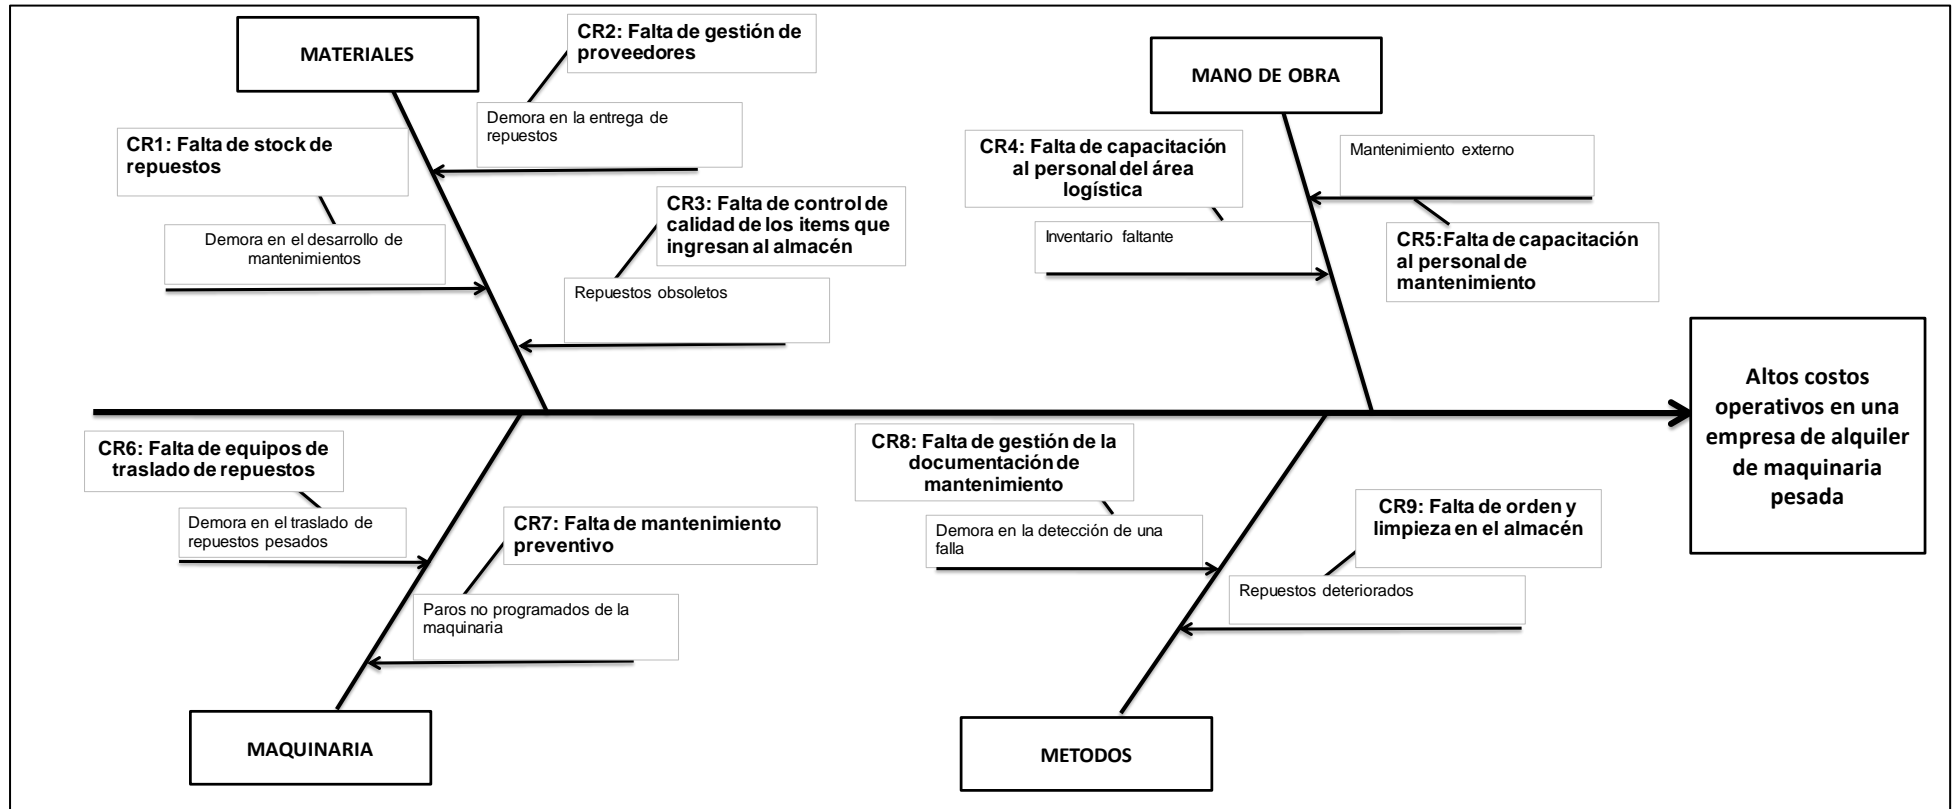 MATERIALES
CR2: Falta de gestión de
proveedores
Demora en la entrega de
repuestos
CR1: Falta de stock de
repuestos
Demora en el desarrollo de
mantenimientos
CR3: Falta de control de
calidad de los items que
ingresan al almacén
Repuestos obsoletos
MANO DE OBRA
CR4: Falta de capacitación
al personal del área
logística
Inventario faltante
Mantenimiento externo
CR5:Falta de capacitación
al personal de
mantenimiento
Altos costos
operativos en una
empresa de alquiler
de maquinaria
pesada
CR6: Falta de equipos de
traslado de repuestos
Demora en el traslado de
repuestos pesados
CR7: Falta de mantenimiento
preventivo
Paros no programados de la
maquinaria
MAQUINARIA
CR8: Falta de gestión de la
documentación de
mantenimiento
Demora en la detección de una
falla
CR9: Falta de orden y
limpieza en el almacén
Repuestos deteriorados
METODOS